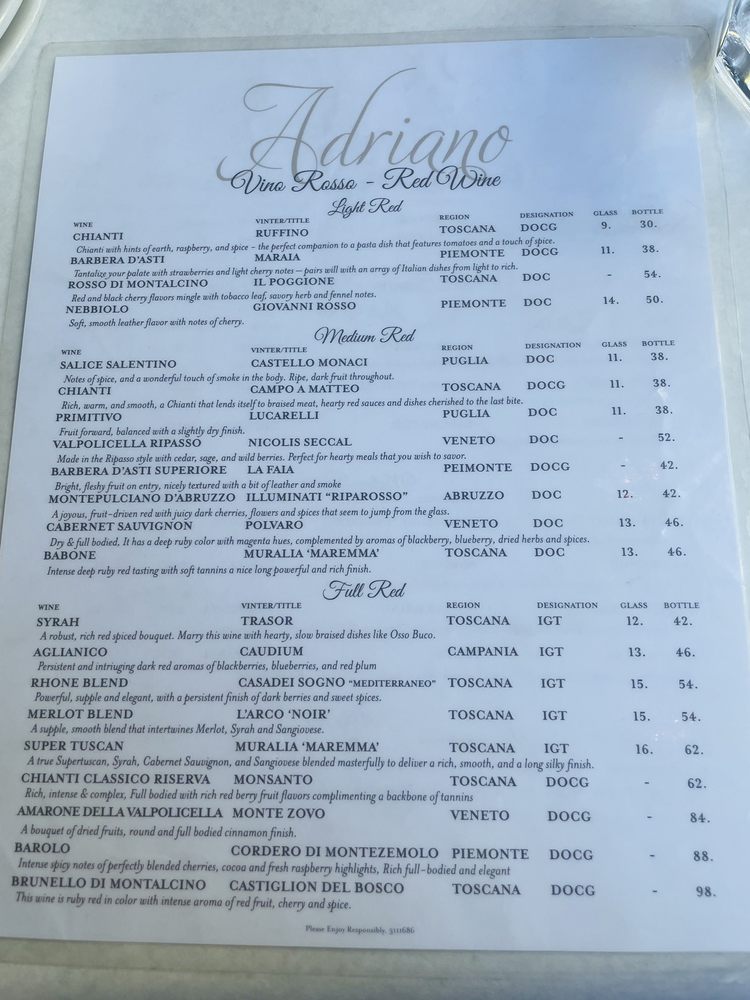 Adriano
Vino Rosso - Red Wine
Light Red
WINE VINTER/TITLE REGION DESIGNATION GLASS BOTTLE
CHIANTI RUFFINO TOSCANA DOCG 9. 30.
Chianti with hints of earth, raspberry, and spice - the perfect companion to a pasta dish that features tomatoes and a touch of spice.
BARBERA D'ASTI MARAIA PIEMONTE DOCG 11. 38.
Tantalize your palate with strawberries and light cherry notes – pairs will with an array of Italian dishes from light to rich.
ROSSO DI MONTALCINO IL POGGIONE TOSCANA DOC - 54.
Red and black cherry flavors mingle with tobacco leaf, savory herb and fennel notes.
NEBBIOLO GIOVANNI ROSSO PIEMONTE DOC 14. 50.
Soft, smooth leather flavor with notes of cherry.
Medium Red
WINE VINTER/TITLE REGION DESIGNATION GLASS BOTTLE
SALICE SALENTINO CASTELLO MONACI PUGLIA DOC 11. 38.
Notes of spice, and a wonderful touch of smoke in the body. Ripe, dark fruit throughout.
CHIANTI CAMPO A MATTEO TOSCANA DOCG 11. 38.
Rich, warm, and smooth, a Chianti that lends itself to braised meat, hearty red sauces and dishes cherished to the last bite.
PRIMITIVO LUCARELLI PUGLIA DOC 11. 38.
Fruit forward, balanced with a slightly dry finish.
VALPOLICELLA RIPASSO NICOLIS SECCAL VENETO DOC - 52.
Made in the Ripasso style with cedar, sage, and wild berries. Perfect for hearty meals that you wish to savor.
BARBERA D'ASTI SUPERIORE LA FAIA PEIMONTE DOCG - 42.
Bright, fleshy fruit on entry, nicely textured with a bit of leather and smoke
MONTEPULCIANO D'ABRUZZO ILLUMINATI "RIPAROSSO" ABRUZZO DOC 12. 42.
A joyous, fruit-driven red with juicy dark cherries, flowers and spices that seem to jump from the glass.
CABERNET SAUVIGNON POLVARO VENETO DOC 13. 46.
Dry & full bodied, It has a deep ruby color with magenta hues, complemented by aromas of blackberry, blueberry, dried herbs and spices.
BABONE MURALIA 'MAREMMA' TOSCANA DOC 13. 46.
Intense deep ruby red tasting with soft tannins a nice long powerful and rich finish.
Full Red
WINE VINTER/TITLE REGION DESIGNATION GLASS BOTTLE
SYRAH TRASOR TOSCANA IGT 12. 42.
A robust, rich red spiced bouquet. Marry this wine with hearty, slow braised dishes like Osso Buco.
AGLIANICO CAUDIUM CAMPANIA IGT 13. 46.
Persistent and intriuging dark red aromas of blackberries, blueberries, and red plum
RHONE BLEND CASADEI SOGNO "MEDITERRANEO" TOSCANA IGT 15. 54.
Powerful, supple and elegant, with a persistent finish of dark berries and sweet spices.
MERLOT BLEND L'ARCO 'NOIR' TOSCANA IGT 15. 54.
A supple, smooth blend that intertwines Merlot, Syrah and Sangiovese.
SUPER TUSCAN MURALIA 'MAREMMA' TOSCANA IGT 16. 62.
A true Supertuscan, Syrah, Cabernet Sauvignon, and Sangiovese blended masterfully to deliver a rich, smooth, and a long silky finish.
CHIANTI CLASSICO RISERVA MONSANTO TOSCANA DOCG - 62.
Rich, intense & complex, Full bodied with rich red berry fruit flavors complimenting a backbone of tannins
AMARONE DELLA VALPOLICELLA MONTE ZOVO VENETO DOCG - 84.
A bouquet of dried fruits, round and full bodied cinnamon finish.
BAROLO CORDERO DI MONTEZEMOLO PIEMONTE DOCG - 88.
Intense spicy notes of perfectly blended cherries, cocoa and fresh raspberry highlights, Rich full-bodied and elegant
BRUNELLO DI MONTALCINO CASTIGLION DEL BOSCO TOSCANA DOCG - 98.
This wine is ruby red in color with intense aroma of red fruit, cherry and spice.
Please Enjoy Responsibly. 3111686